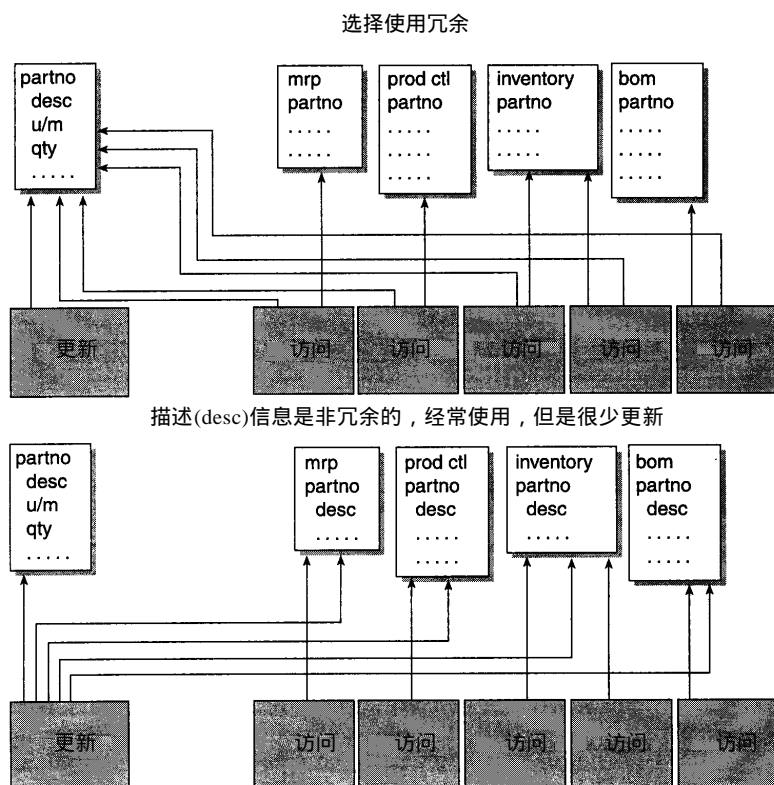 选择使用冗余
partno
desc
u/m
qty
.....
mrp
partno
.....
.....
prod ctl
partno
.....
.....
.....
inventory
partno
.....
.....
bom
partno
.....
.....
.....
更新
访问
访问
访问
访问
访问
描述(desc)信息是非冗余的，经常使用，但是很少更新
partno
desc
u/m
qty
.....
mrp
partno
desc
.....
prod ctl
partno
desc
.....
.....
inventory
partno
desc
.....
bom
partno
desc
.....
.....
更新
访问
访问
访问
访问
访问